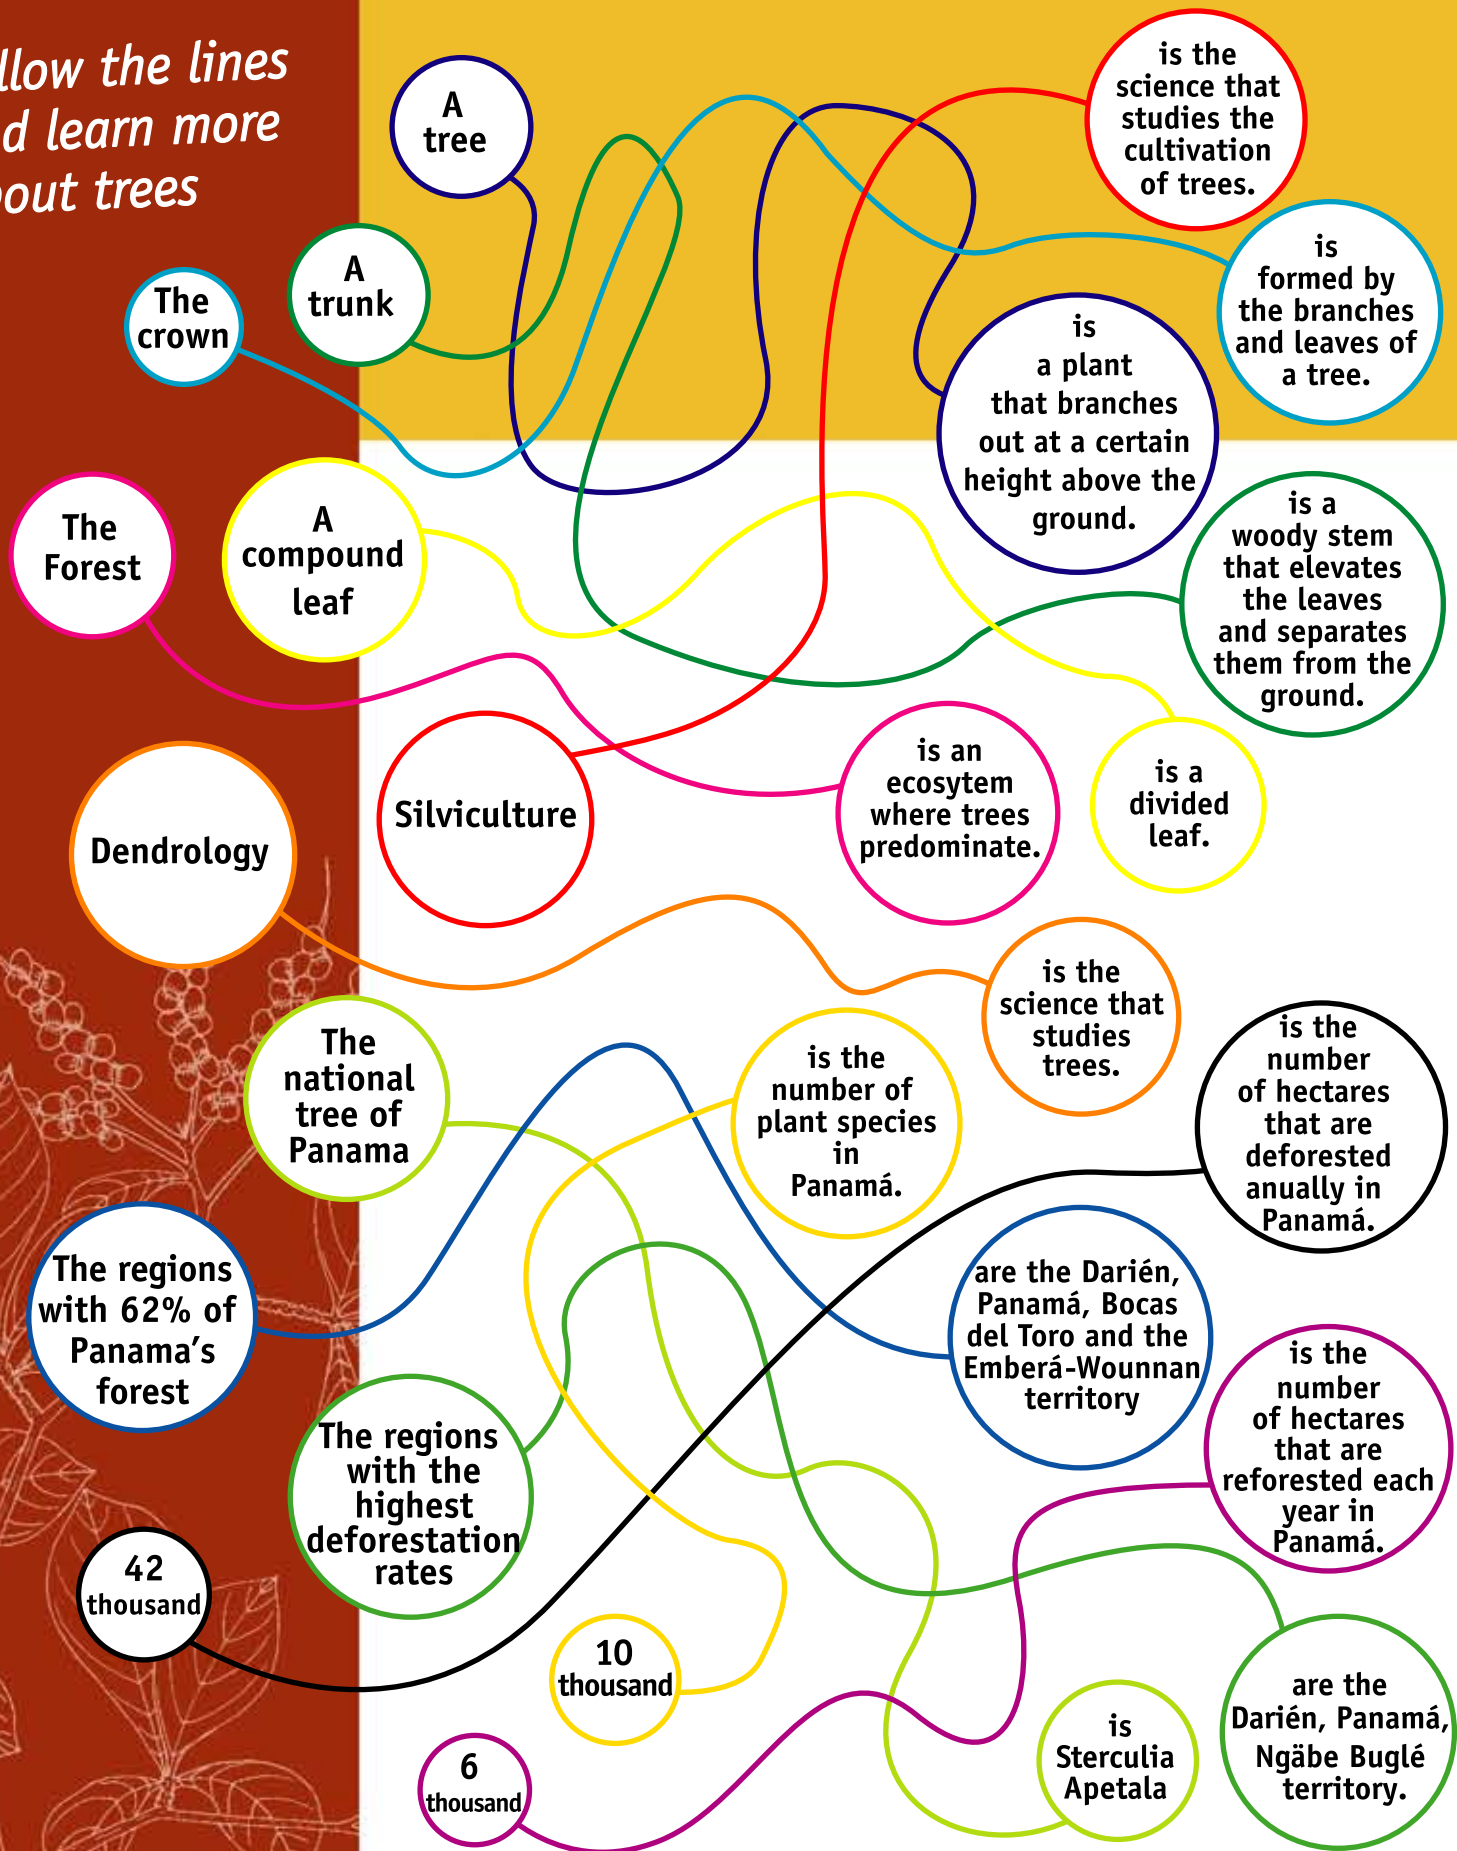 llow the lines
d learn more
out trees
A
tree
is the
science that
studies the
cultivation
of trees.
A
trunk
The
crown
is
formed by
the branches
and leaves of
a tree.
is
a plant
that branches
out at a certain
height above the
ground.
The
Forest
A
compound
leaf
is a
woody stem
that elevates
the leaves
and separates
them from the
ground.
Dendrology
Silviculture
is an
ecosytem
where trees
predominate.
is a
divided
leaf.
is the
science that
studies
trees.
The
national
tree of
Panama
is the
number of
plant species
in
Panamá.
is the
number
of hectares
that are
deforested
anually in
Panamá.
The regions
with 62% of
Panama’s
forest
are the Darién,
Panamá, Bocas
del Toro and the
Emberá-Wounnan
territory
The regions
with the
highest
deforestation
rates
is the
number
of hectares
that are
reforested each
year in
Panamá.
42
thousand
10
thousand
6
thousand
is
Sterculia
Apetala
are the
Darién, Panamá,
Ngäbe Buglé
territory.